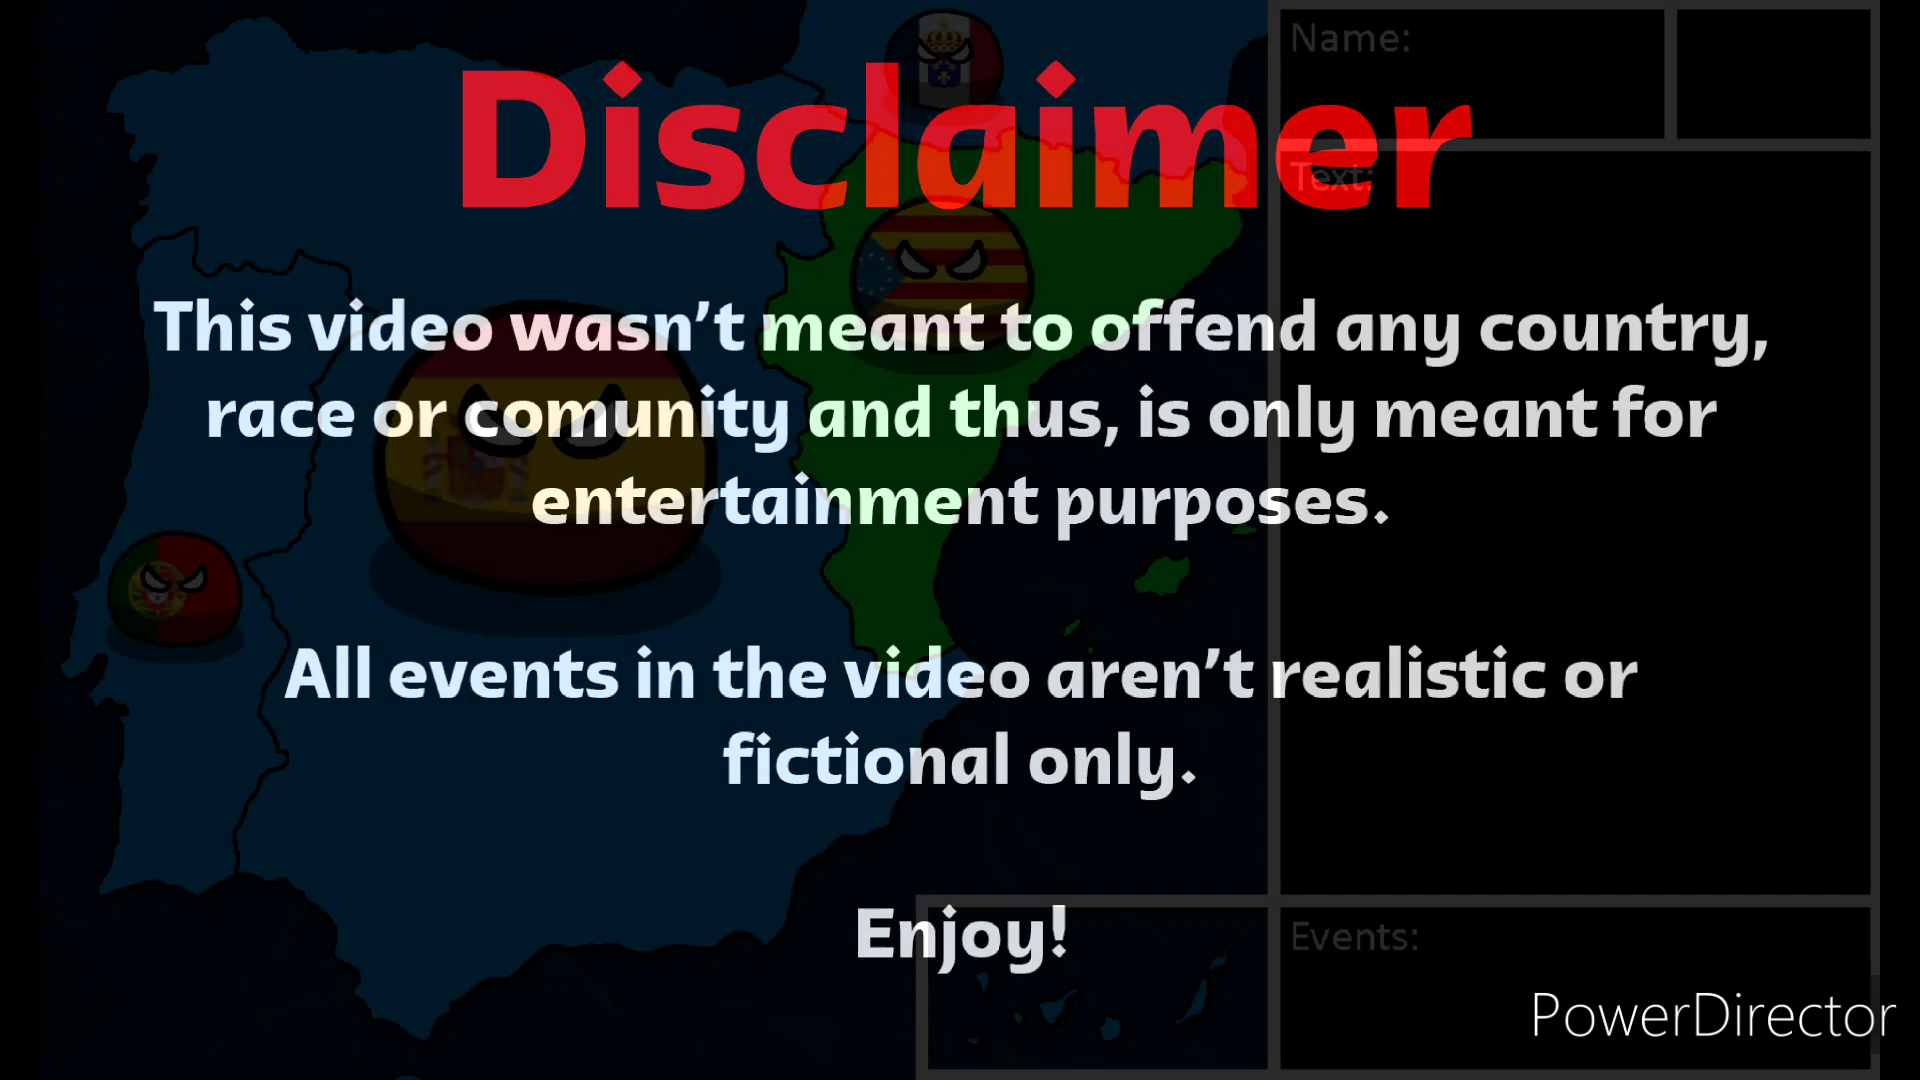 Name:
Disclaimer
Text:
This video wasn't meant to offend any country,
race or comunity and thus, is only meant for
entertainment purposes.
All events in the video aren't realistic or
fictional only.
Enjoy!
Events:
PowerDirector